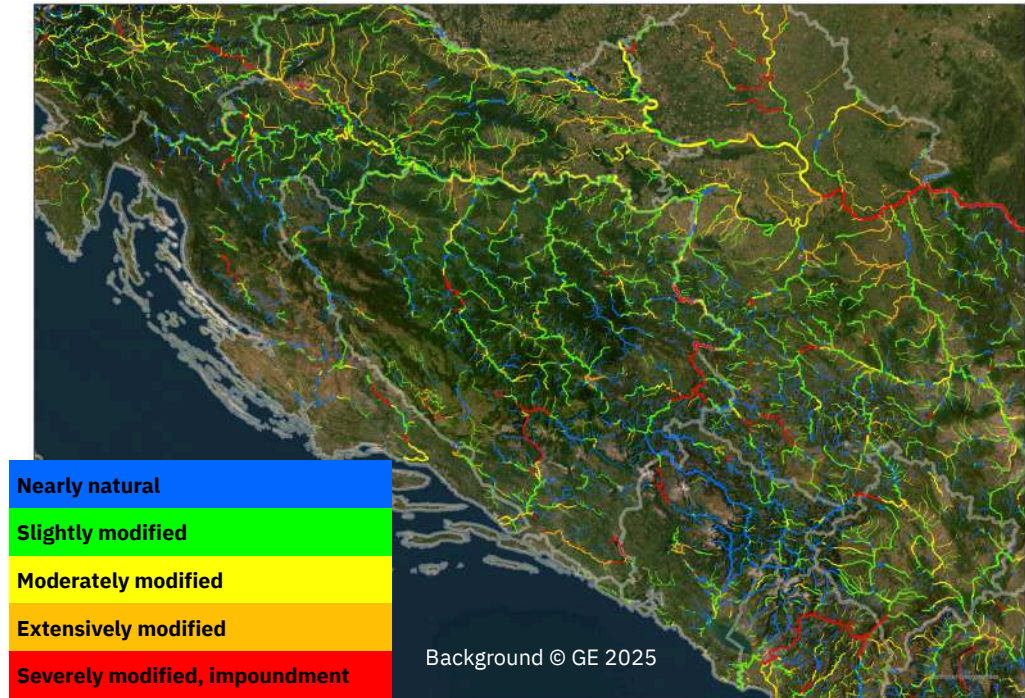 Nearly natural
Slightly modified
Moderately modified
Extensively modified
Severely modified, impoundment
Background © GE 2025